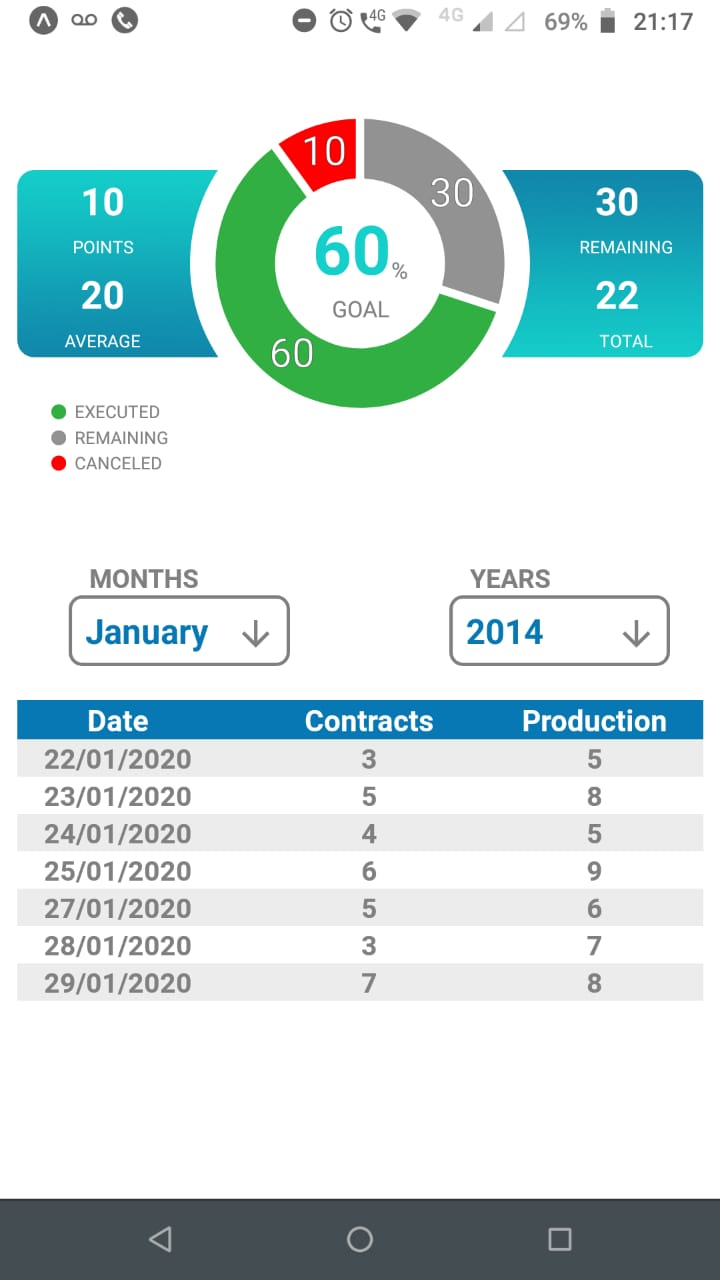 4G 4G 69% 21:17
10
10 30 30
POINTS 60% REMAINING
20 22
AVERAGE GOAL TOTAL
60
EXECUTED
REMAINING
CANCELED
MONTHS YEARS
January 2014
Date Contracts Production
22/01/2020 3 5
23/01/2020 5 8
24/01/2020 4 5
25/01/2020 6 9
27/01/2020 5 6
28/01/2020 3 7
29/01/2020 7 8